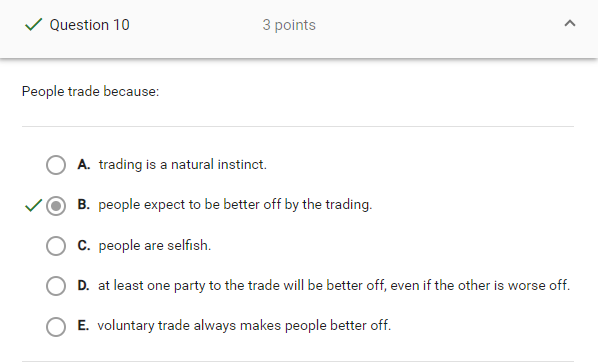 Question 10 3 points
People trade because:
A. trading is a natural instinct.
B. people expect to be better off by the trading.
C. people are selfish.
D. at least one party to the trade will be better off, even if the other is worse off.
E. voluntary trade always makes people better off.